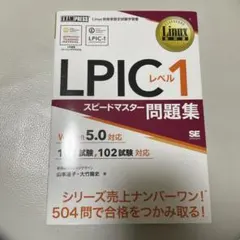 Linux
LPIC レベル1
スピードマスター 問題集
Version 5.0 対応
101試験/102試験 対応
SE
シリーズ売上ナンバーワン!
504問で合格をつかみ取る!